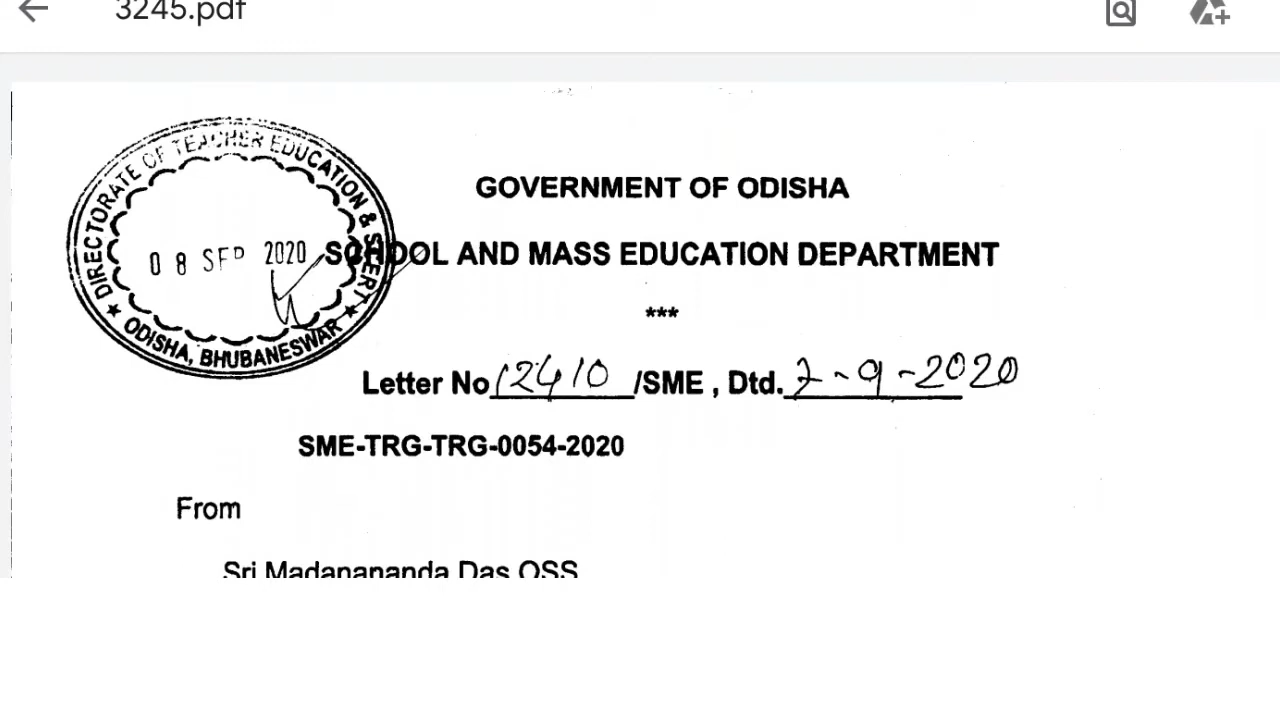 3245.pdf
DIRECTORATE OF TEACHER EDUCATION & SCERT
★ ODISHA, BHUBANESWAR ★
08 SEP 2020
GOVERNMENT OF ODISHA
SCHOOL AND MASS EDUCATION DEPARTMENT
***
Letter No 12410 /SME , Dtd. 7-9-2020
SME-TRG-TRG-0054-2020
From
Sri Madanananda Das OSS